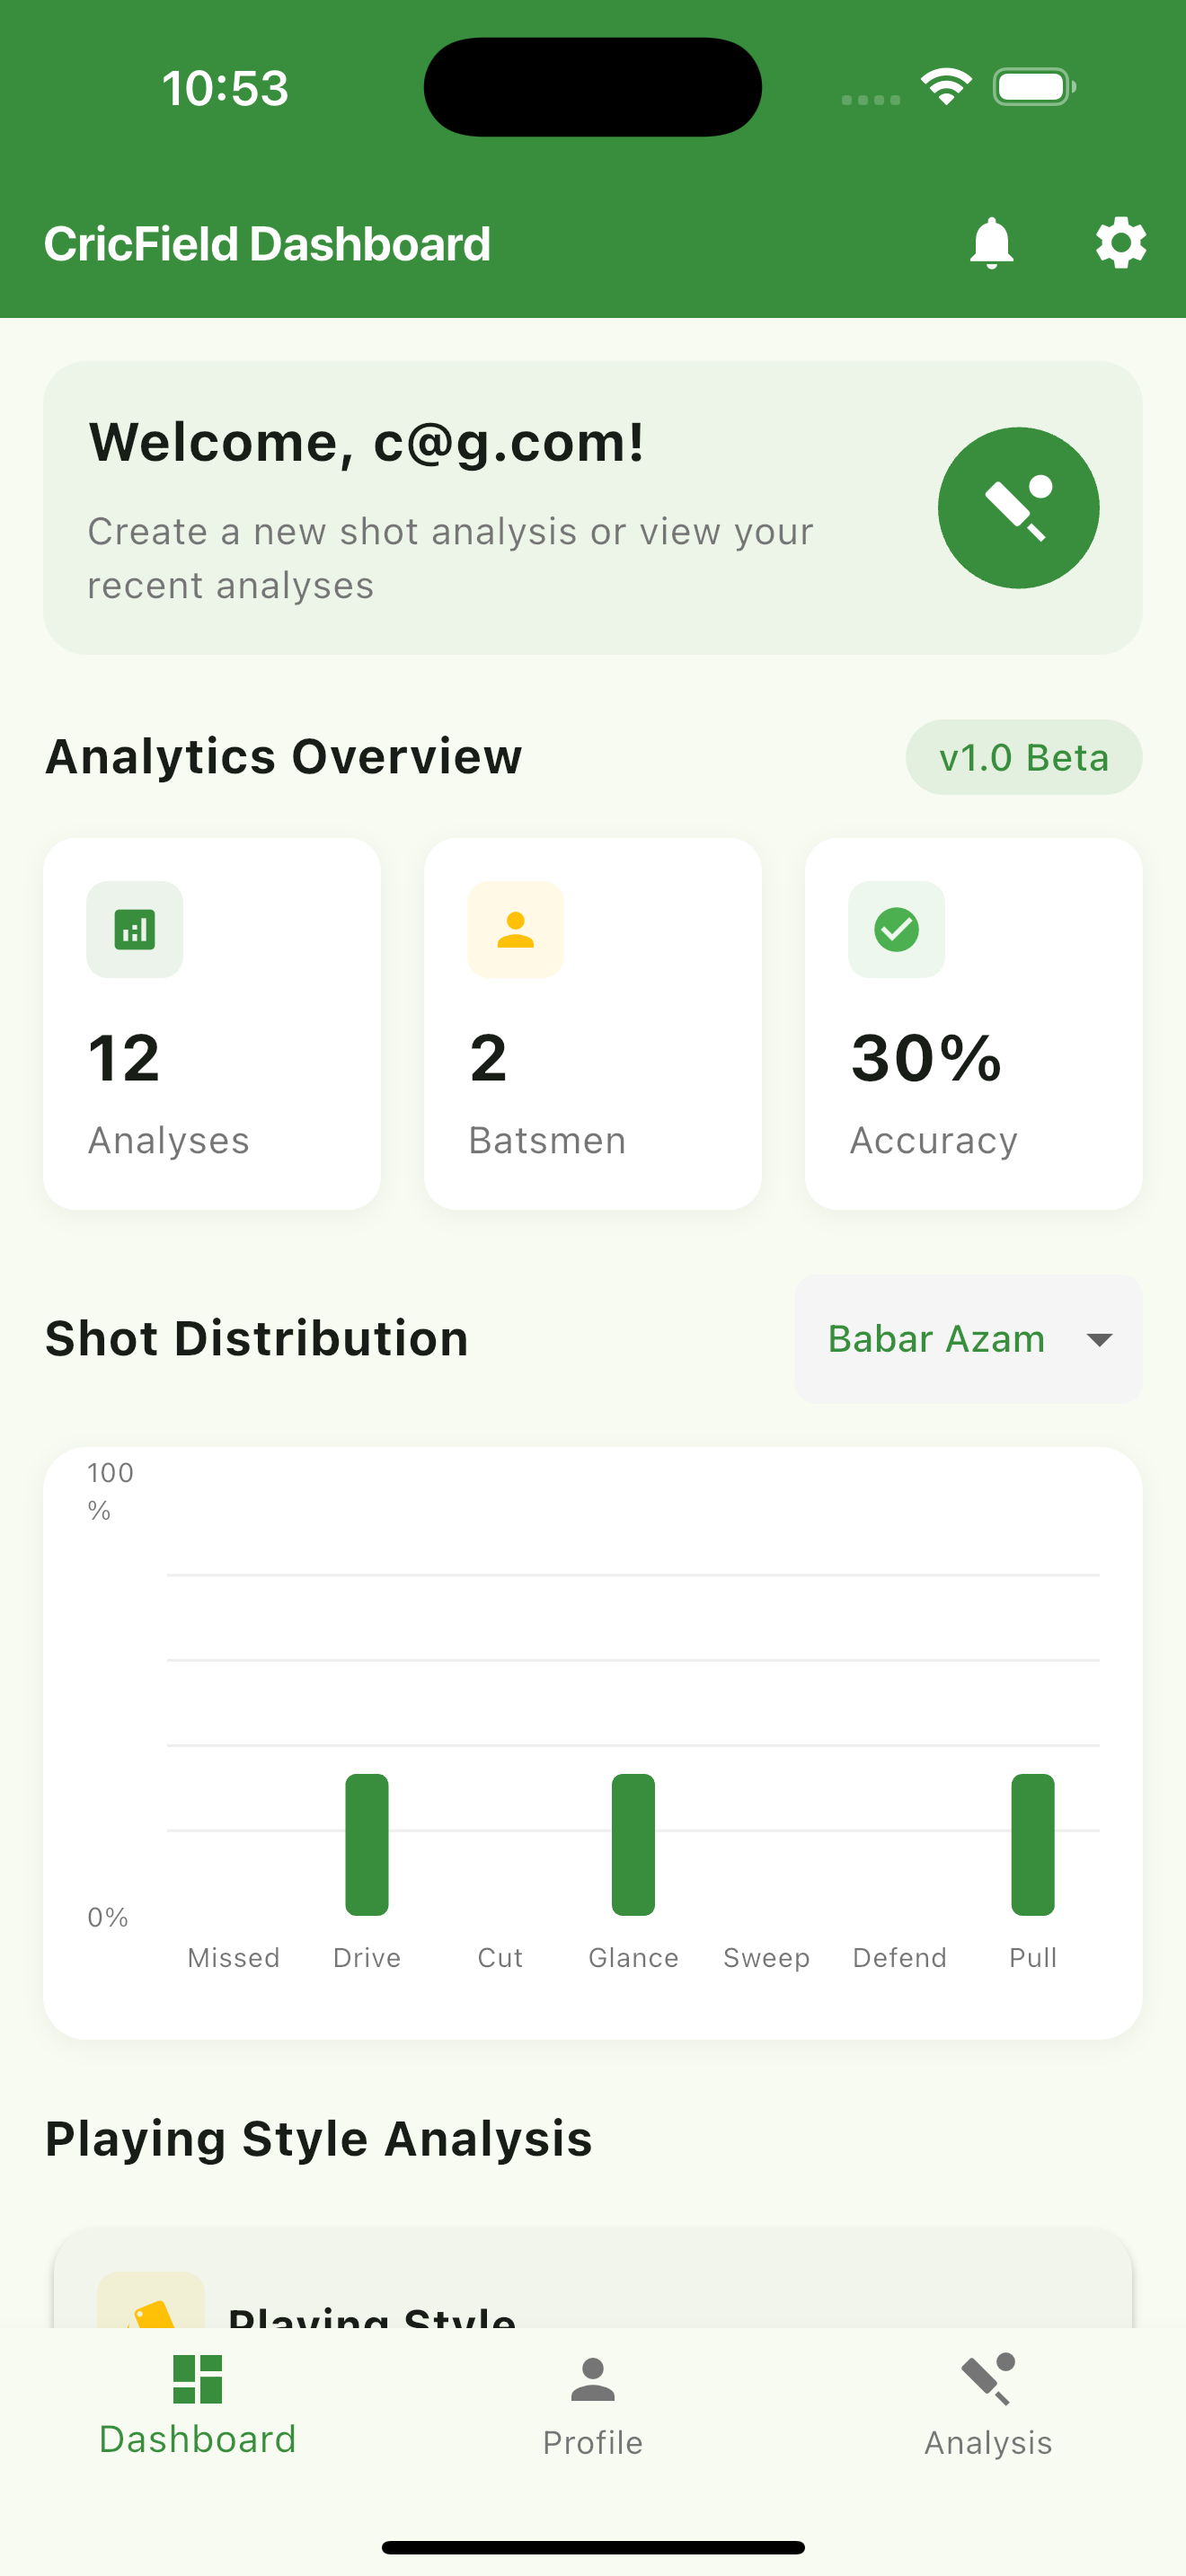 10:53
CricField Dashboard
Welcome, c@g.com!
Create a new shot analysis or view your
recent analyses
Analytics Overview
v1.0 Beta
12
Analyses
2
Batsmen
30%
Accuracy
Shot Distribution
Babar Azam
100
%
0%
Missed Drive Cut Glance Sweep Defend Pull
Playing Style Analysis
Playing Style
Dashboard
Profile
Analysis